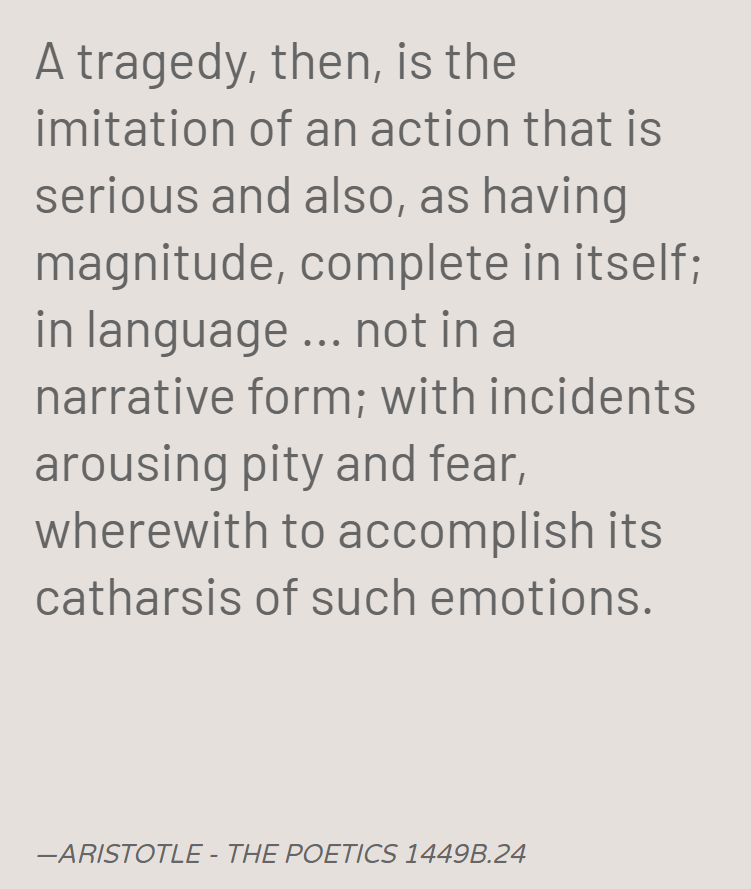 A tragedy, then, is the
imitation of an action that is
serious and also, as having
magnitude, complete in itself;
in language ... not in a
narrative form; with incidents
arousing pity and fear,
wherewith to accomplish its
catharsis of such emotions.
—ARISTOTLE - THE POETICS 1449B.24